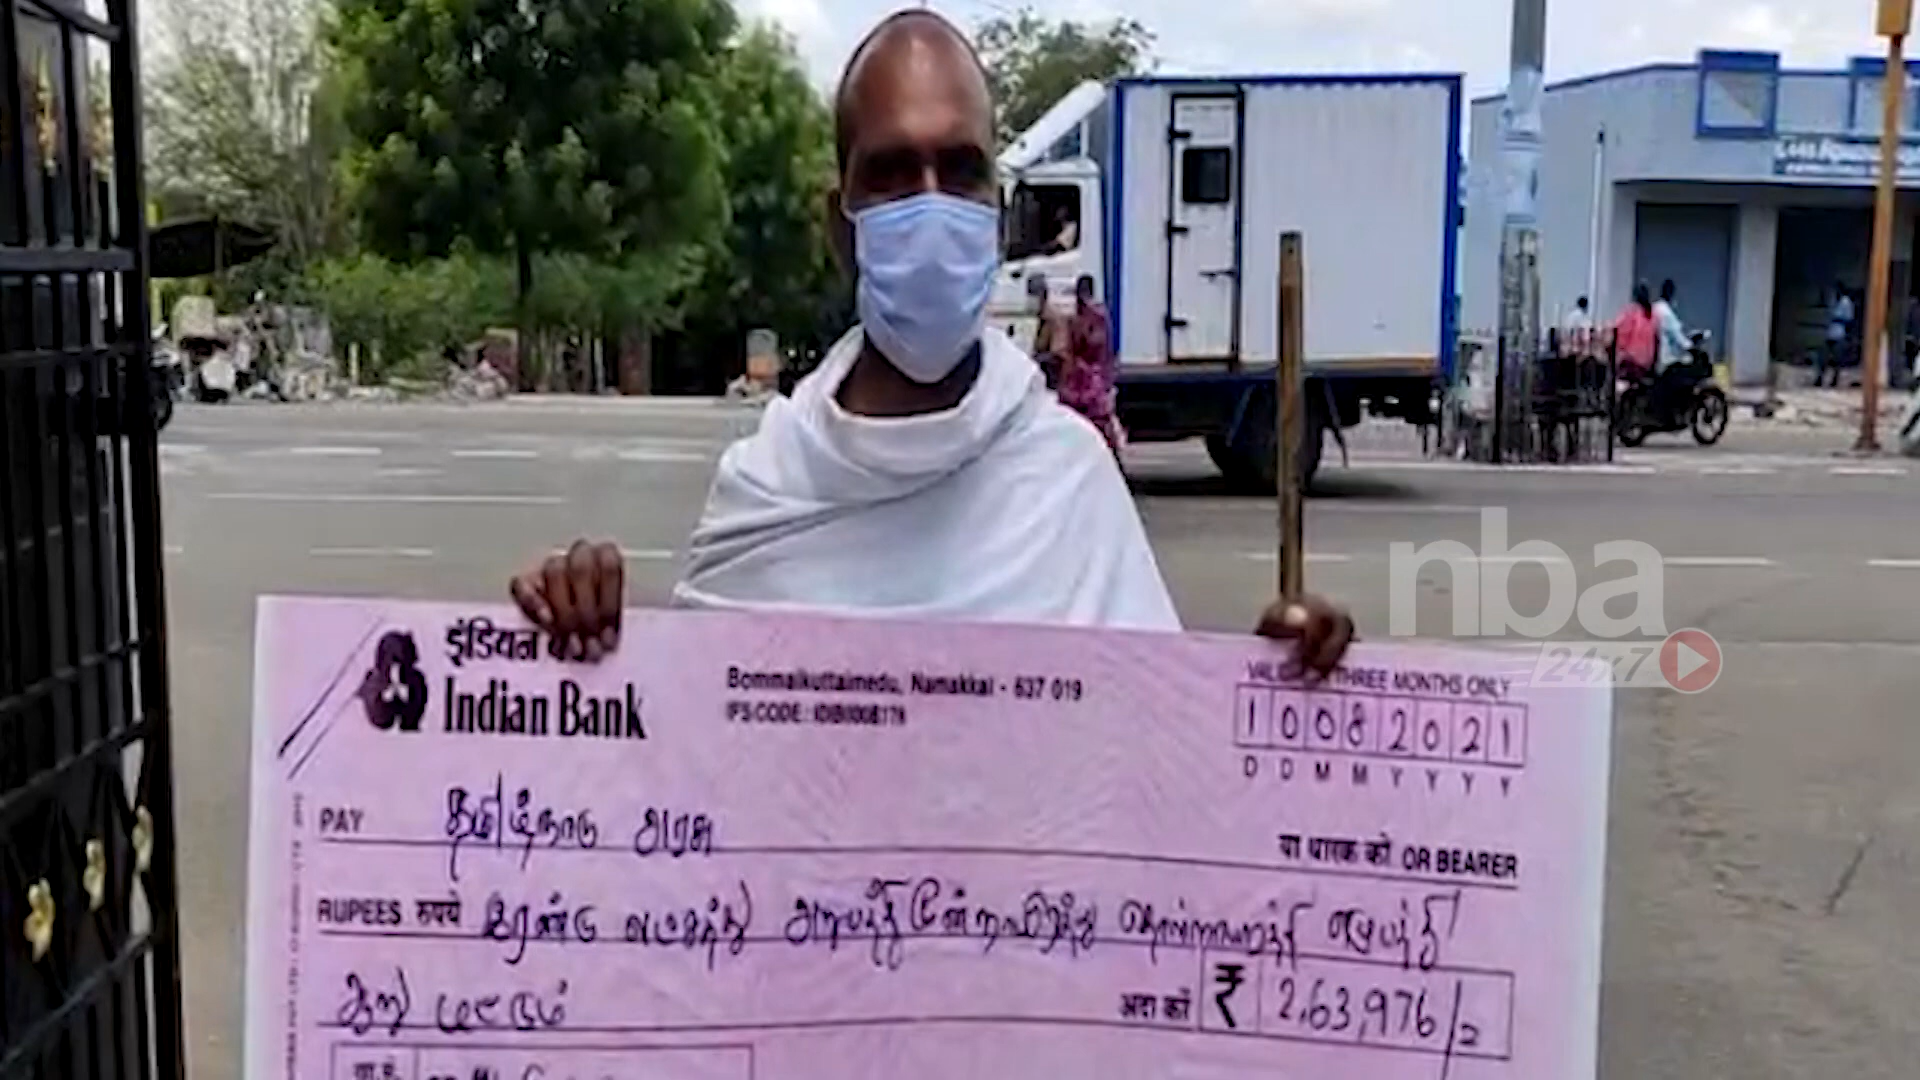 इंडियन
Indian Bank
Bommaikuttaimedu, Namakkal - 637 019
IFS CODE :
VALID THREE MONTHS ONLY
10082021
D D M M Y Y Y Y
PAY தமிழ்நாடு அரசு
या धारक को OR BEARER
RUPEES रुपये இரண்டு லட்சத்து அறுபத்தி மூன்றாயிரத்து தொள்ளாயிரத்தி எழுபத்தி
ஆறு மட்டும்
अदा करें ₹ 2,63,976/=
nba
24x7